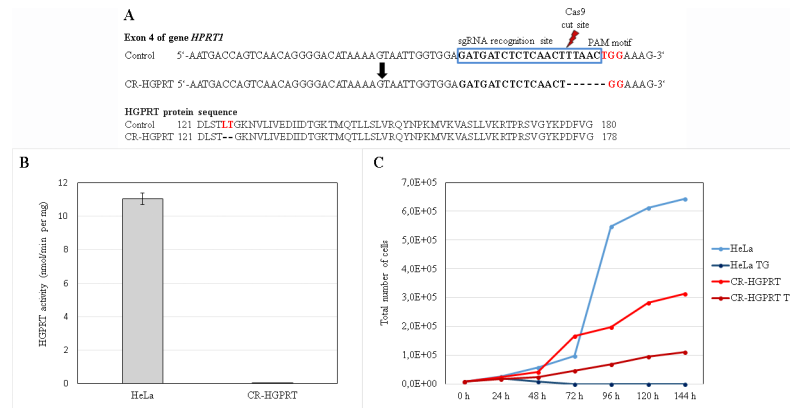 A
Cas9
cut site
Exon 4 of gene HPRT1
sgRNA recognition site
PAM motif
Control 5'-AATGACCAGTCAACAGGGGACATAAAAGTAATTGGTGGAGATGATCTCTCAACTTTAACTGGAAAG-3'
CR-HGPRT 5'-AATGACCAGTCAACAGGGGACATAAAAGTAATTGGTGGAGATGATCTCTCAACT------GGAAAG-3'
HGPRT protein sequence
Control 121 DLSTLTGKNVLIVEDIIDTGKTMQTLLSLVRQYNPKMVKVASLLVKRTPRSVGYKPDFVG 180
CR-HGPRT 121 DLST--GKNVLIVEDIIDTGKTMQTLLSLVRQYNPKMVKVASLLVKRTPRSVGYKPDFVG 178
B
HGPRT activity (nmol/min per mg)
12
10
8
6
4
2
0
HeLa CR-HGPRT
C
Total number of cells
7,0E+05
6,0E+05
5,0E+05
4,0E+05
3,0E+05
2,0E+05
1,0E+05
0,0E+00
0 h 24 h 48 h 72 h 96 h 120 h 144 h
HeLa
HeLa TG
CR-HGPRT
CR-HGPRT T